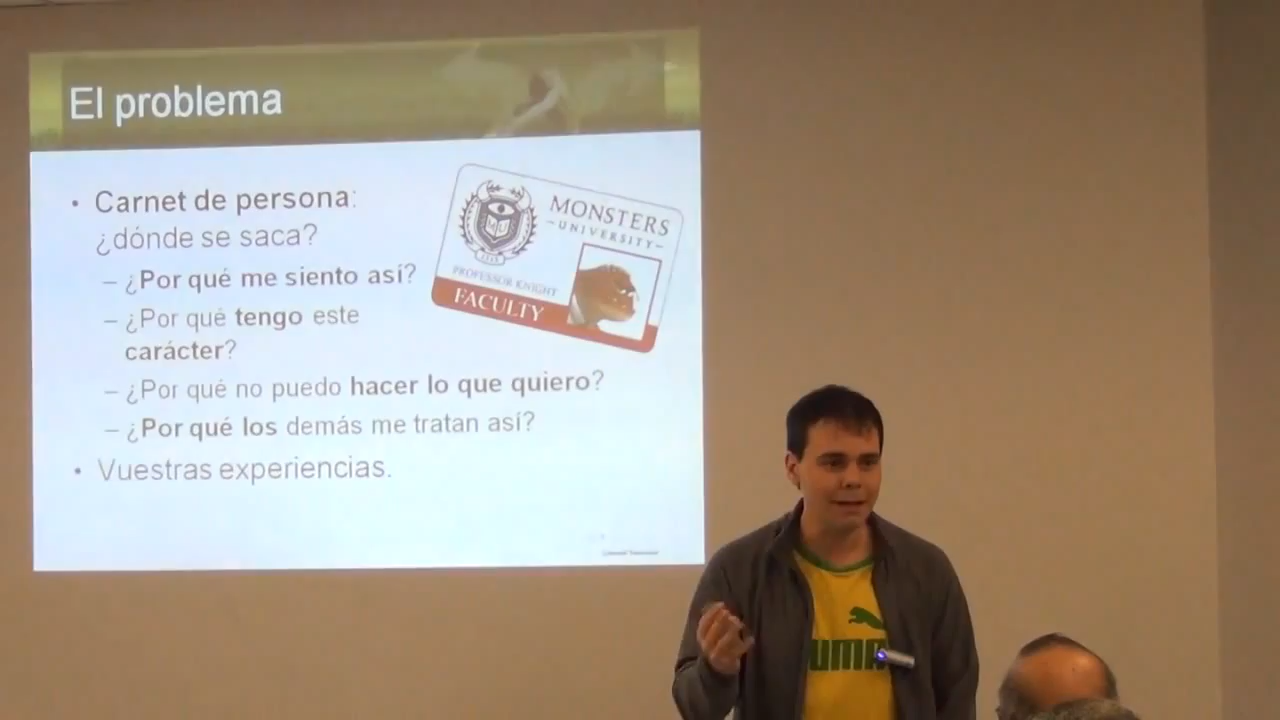 El problema
• Carnet de persona:
¿dónde se saca?
– ¿Por qué me siento así?
– ¿Por qué tengo este
carácter?
– ¿Por qué no puedo hacer lo que quiero?
– ¿Por qué los demás me tratan así?
• Vuestras experiencias.
MONSTERS
-UNIVERSITY-
MU
PROFESSOR KNIGHT
FACULTY
PUMA